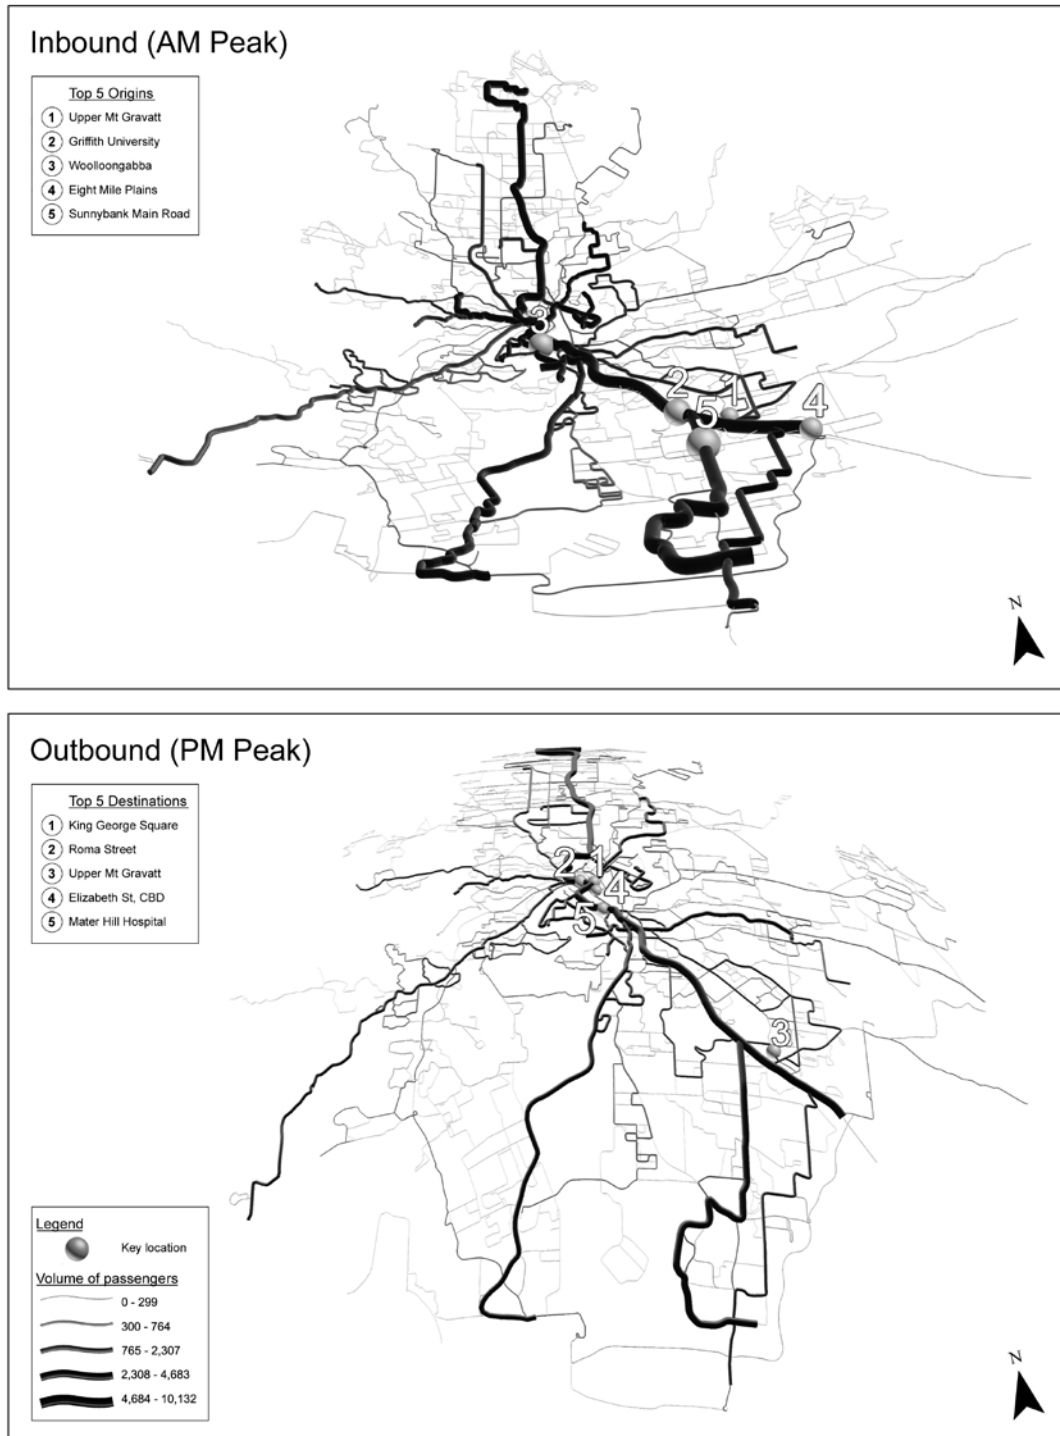 Inbound (AM Peak)
Top 5 Origins
1 Upper Mt Gravatt
2 Griffith University
3 Woolloongabba
4 Eight Mile Plains
5 Sunnybank Main Road
3
2
1
5
4
N
Outbound (PM Peak)
Top 5 Destinations
1 King George Square
2 Roma Street
3 Upper Mt Gravatt
4 Elizabeth St, CBD
5 Mater Hill Hospital
2
1
4
5
3
Legend
Key location
Volume of passengers
0 - 299
300 - 764
765 - 2,307
2,308 - 4,683
4,684 - 10,132
N